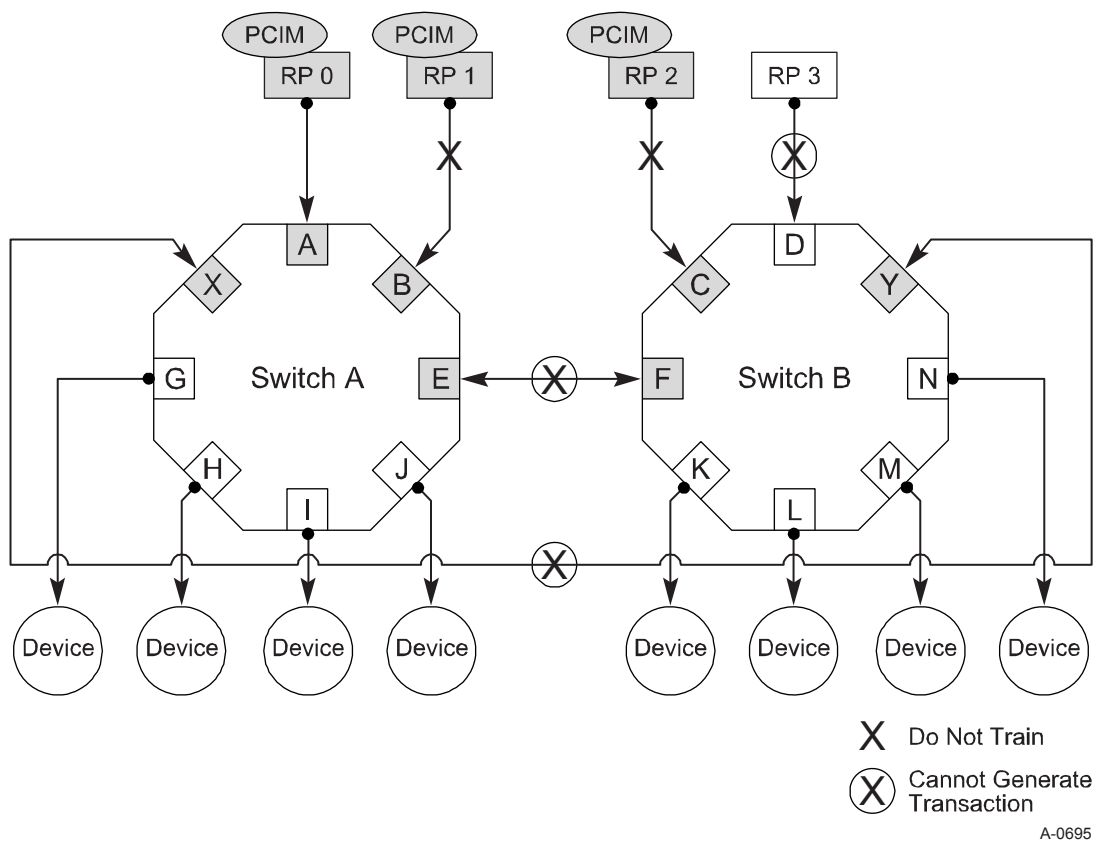 PCIM
PCIM
PCIM
RP 0
RP 1
RP 2
RP 3
X
X
X
A
B
C
D
X
Y
G
Switch A
E
X
F
Switch B
N
H
J
K
M
I
L
X
Device
Device
Device
Device
Device
Device
Device
Device
X
Do Not Train
X
Cannot Generate
Transaction
A-0695